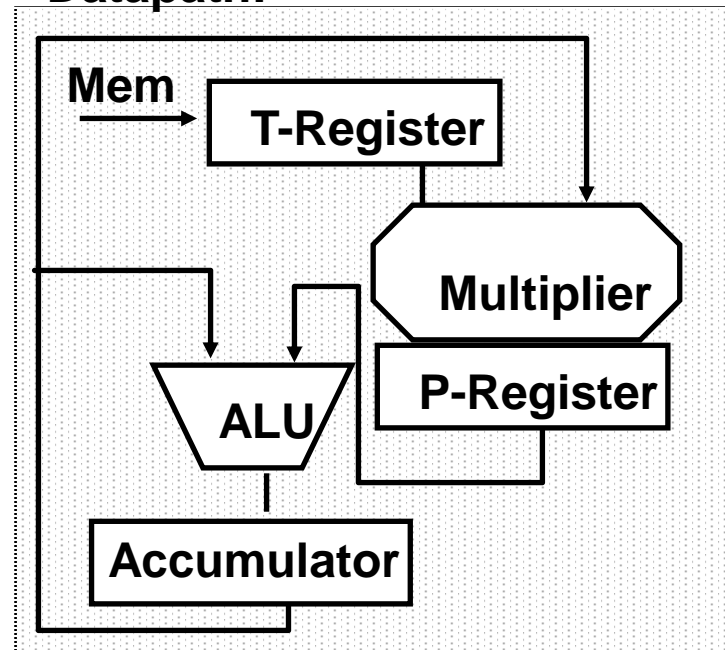 Mem
T-Register
Multiplier
P-Register
ALU
Accumulator